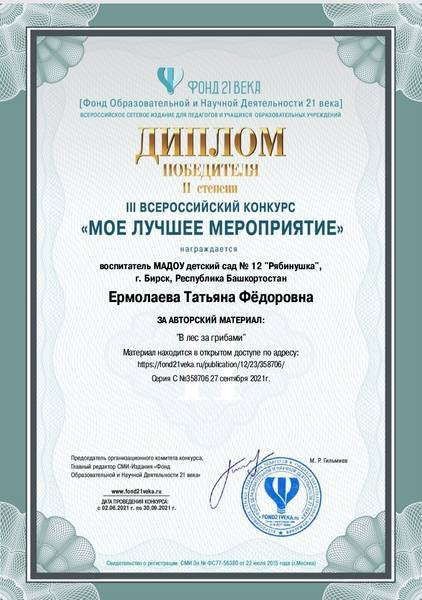 ФОНД 21 ВЕКА
[Фонд Образовательной и Научной Деятельности 21 века]
ВСЕРОССИЙСКОЕ СЕТЕВОЕ ИЗДАНИЕ ДЛЯ ПЕДАГОГОВ И УЧАЩИХСЯ ОБРАЗОВАТЕЛЬНЫХ УЧРЕЖДЕНИЙ
ДИПЛОМ
ПОБЕДИТЕЛЯ
II степени
III ВСЕРОССИЙСКИЙ КОНКУРС
«МОЕ ЛУЧШЕЕ МЕРОПРИЯТИЕ»
награждается
воспитатель МАДОУ детский сад № 12 "Рябинушка",
г. Бирск, Республика Башкортостан
Ермолаева Татьяна Фёдоровна
ЗА АВТОРСКИЙ МАТЕРИАЛ:
"В лес за грибами"
Материал находится в открытом доступе по адресу:
https://fond21veka.ru/publication/12/23/358706/
Серия С №358706 27 сентября 2021г.
II
Председатель организационного комитета конкурса,
Главный редактор СМИ-Издания «Фонд
Образовательной и Научной Деятельности 21 века»
М. Р. Гильмиев
www.fond21veka.ru
ДАТА ПРОВЕДЕНИЯ КОНКУРСА:
с 02.06.2021 г. по 30.09.2021 г.
FOND21VEKA.ru
Свидетельство о регистрации СМИ Эл № ФС77-56380 от 22 июля 2015 года (г.Москва)